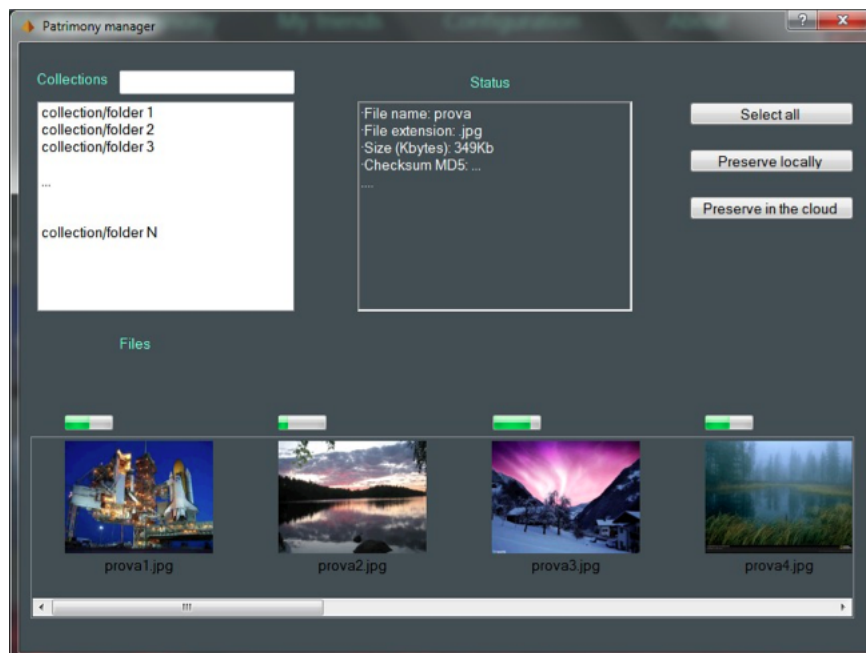 Patrimony manager
?
Collections
Status
collection/folder 1
collection/folder 2
collection/folder 3
...
collection/folder N
·File name: prova
·File extension: .jpg
·Size (Kbytes): 349Kb
·Checksum MD5: ...
....
Select all
Preserve locally
Preserve in the cloud
Files
prova1.jpg
prova2.jpg
prova3.jpg
prova4.jpg